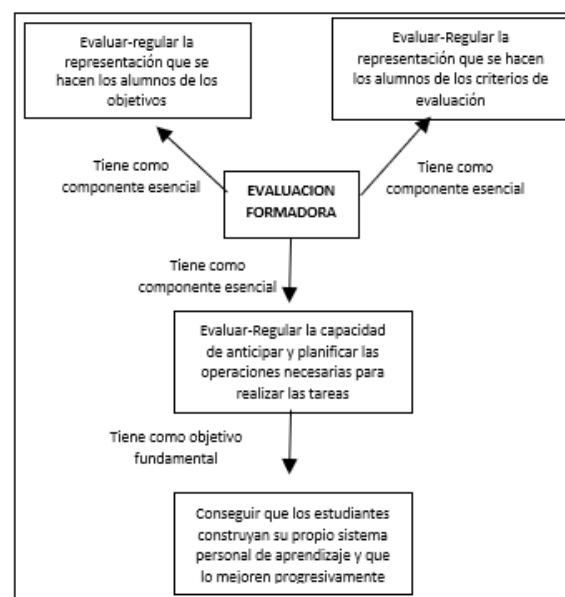 Evaluar-regular la
representación que se
hacen los alumnos de los
objetivos
Evaluar-Regular la
representación que se hacen
los alumnos de los criterios de
evaluación
Tiene como
componente esencial
EVALUACION
FORMADORA
Tiene como
componente esencial
Tiene como
componente esencial
Evaluar-Regular la capacidad
de anticipar y planificar las
operaciones necesarias para
realizar las tareas
Tiene como objetivo
fundamental
Conseguir que los estudiantes
construyan su propio sistema
personal de aprendizaje y que
lo mejoren progresivamente